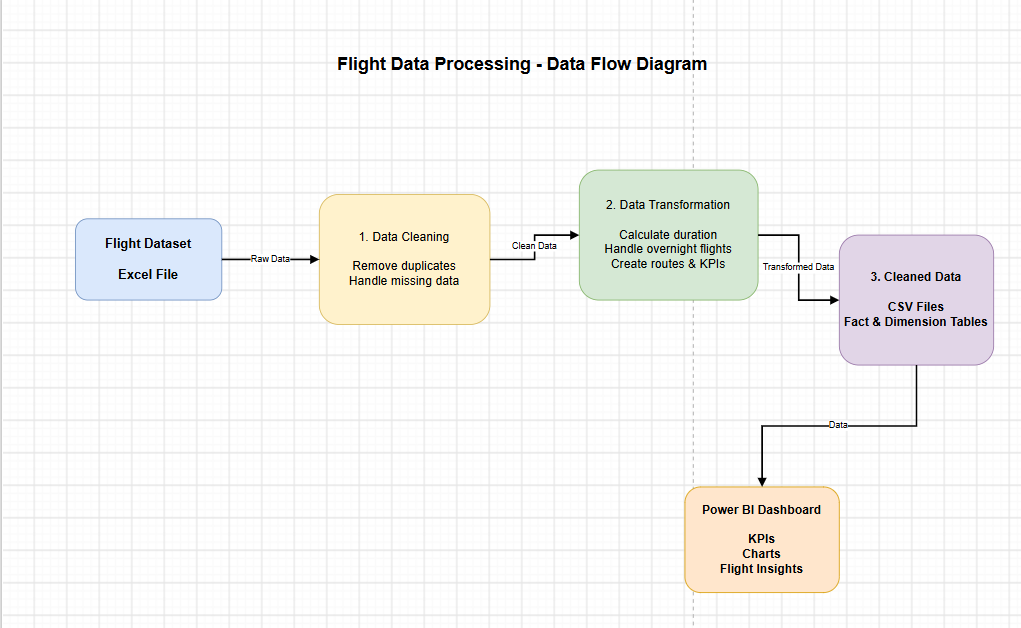 Flight Data Processing - Data Flow Diagram
Flight Dataset
Excel File
Raw Data
1. Data Cleaning
Remove duplicates
Handle missing data
Clean Data
2. Data Transformation
Calculate duration
Handle overnight flights
Create routes & KPIs
Transformed Data
3. Cleaned Data
CSV Files
Fact & Dimension Tables
Data
Power BI Dashboard
KPIs
Charts
Flight Insights